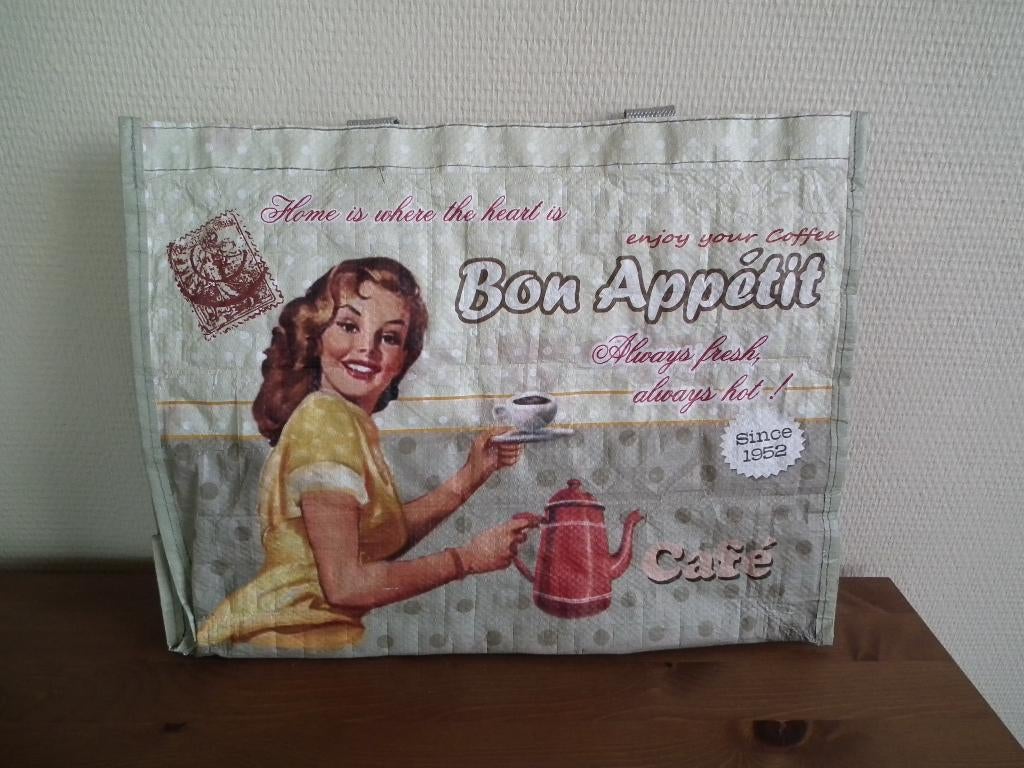 Home is where the heart is
enjoy your Coffee
Bon Appétit
Always fresh,
always hot!
Since
1952
Café